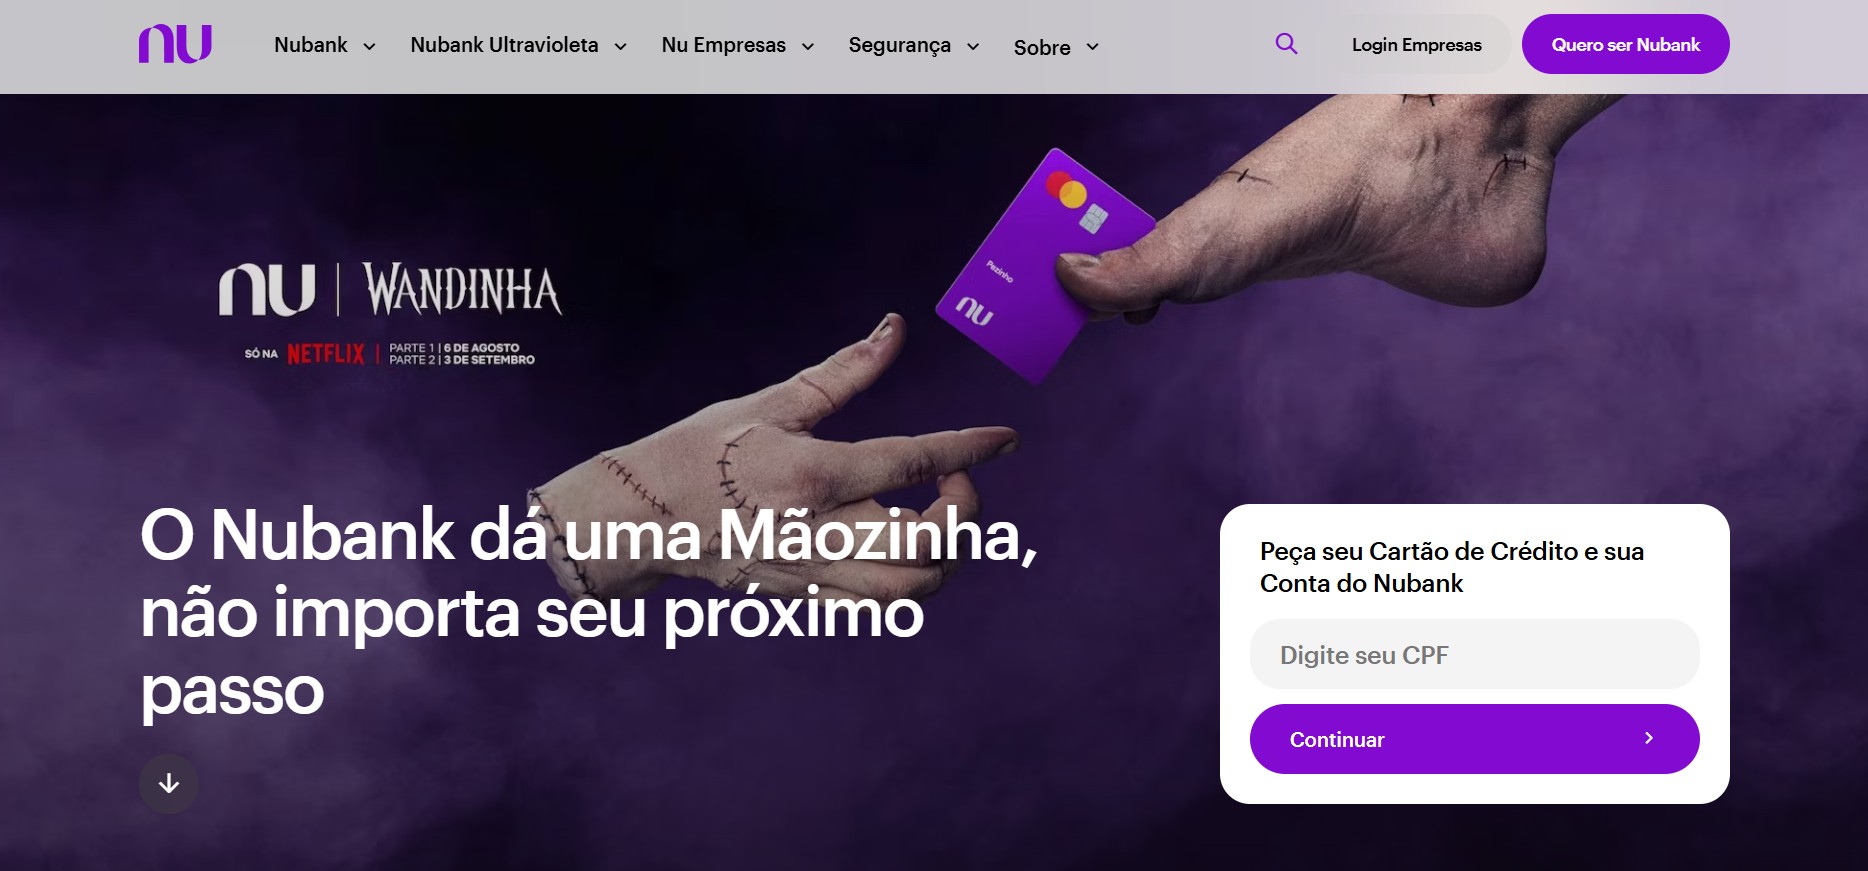 nu
Nubank
Nubank Ultravioleta
Nu Empresas
Segurança
Sobre
Login Empresas
Quero ser Nubank
nu | WANDINHA
SÓ NA NETFLIX | PARTE 1 | 6 DE AGOSTO
PARTE 2 | 3 DE SETEMBRO
Pezinho
nu
O Nubank dá uma Mãozinha,
não importa seu próximo
passo
Peça seu Cartão de Crédito e sua
Conta do Nubank
Digite seu CPF
Continuar